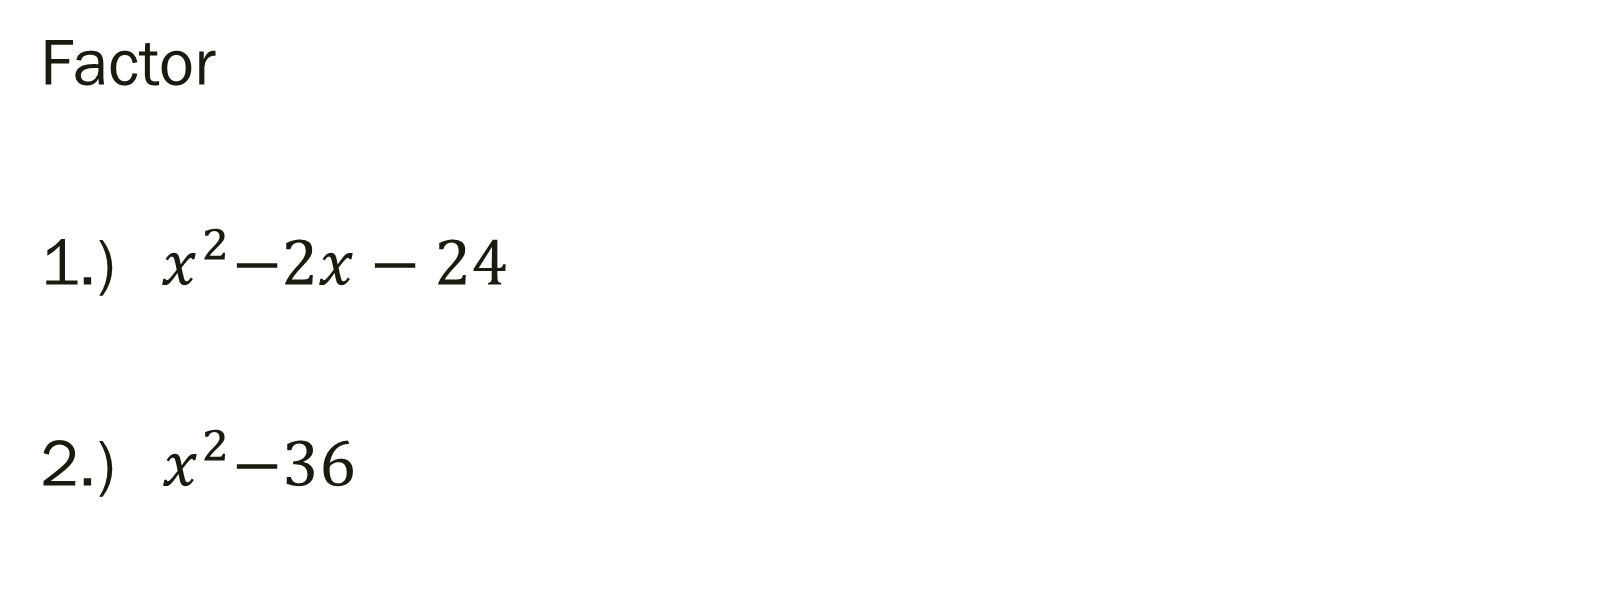 Factor
1.) x²−2x − 24
2.) x²−36